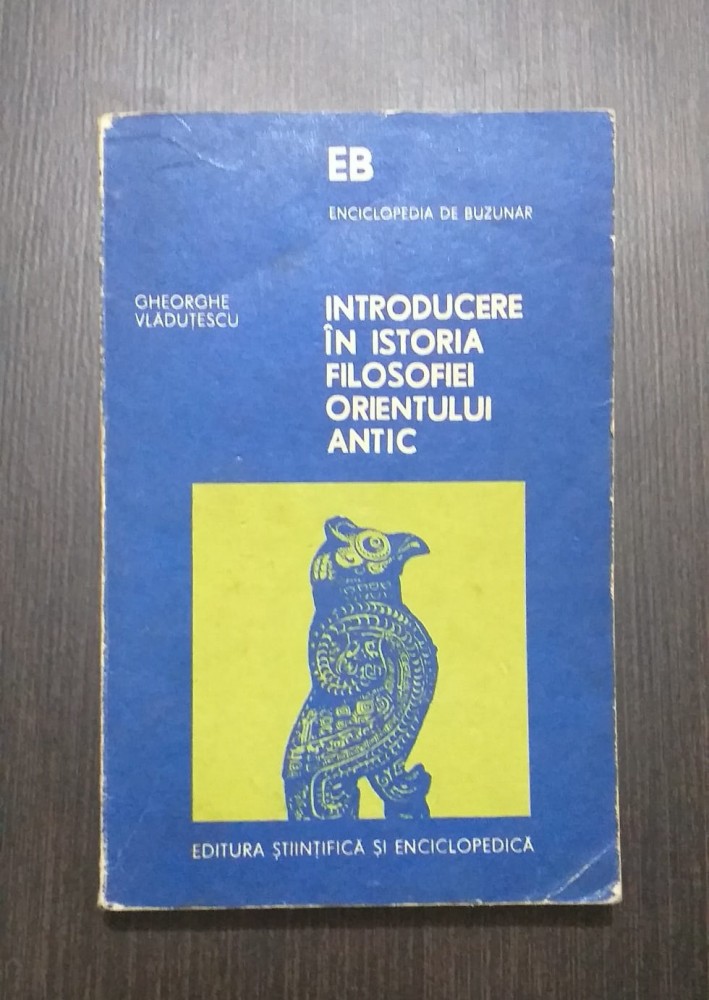 EB
ENCICLOPEDIA DE BUZUNAR
GHEORGHE
VLĂDUȚESCU
INTRODUCERE
ÎN ISTORIA
FILOSOFIEI
ORIENTULUI
ANTIC
EDITURA ȘTIINȚIFICĂ ȘI ENCICLOPEDICĂ